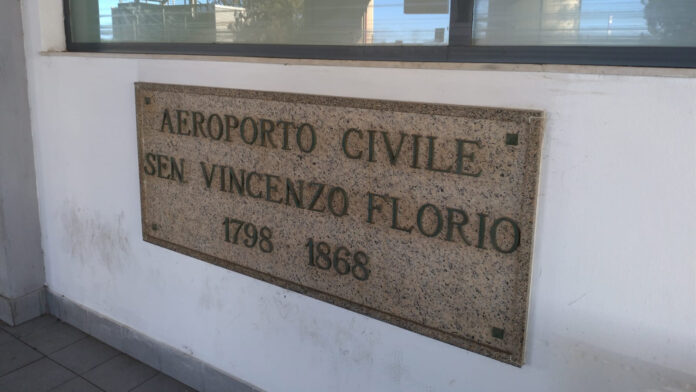 AEROPORTO CIVILE
SEN. VINCENZO FLORIO
1798 1868